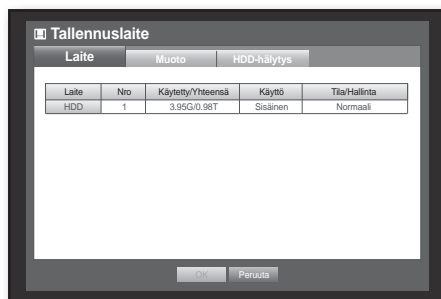 Tallennuslaite
Laite Muoto HDD-hälytys
Laite Nro Käytetty/Yhteensä Käyttö Tila/Hallinta
HDD 1 3.95G/0.98T Sisäinen Normaali
OK Peruuta